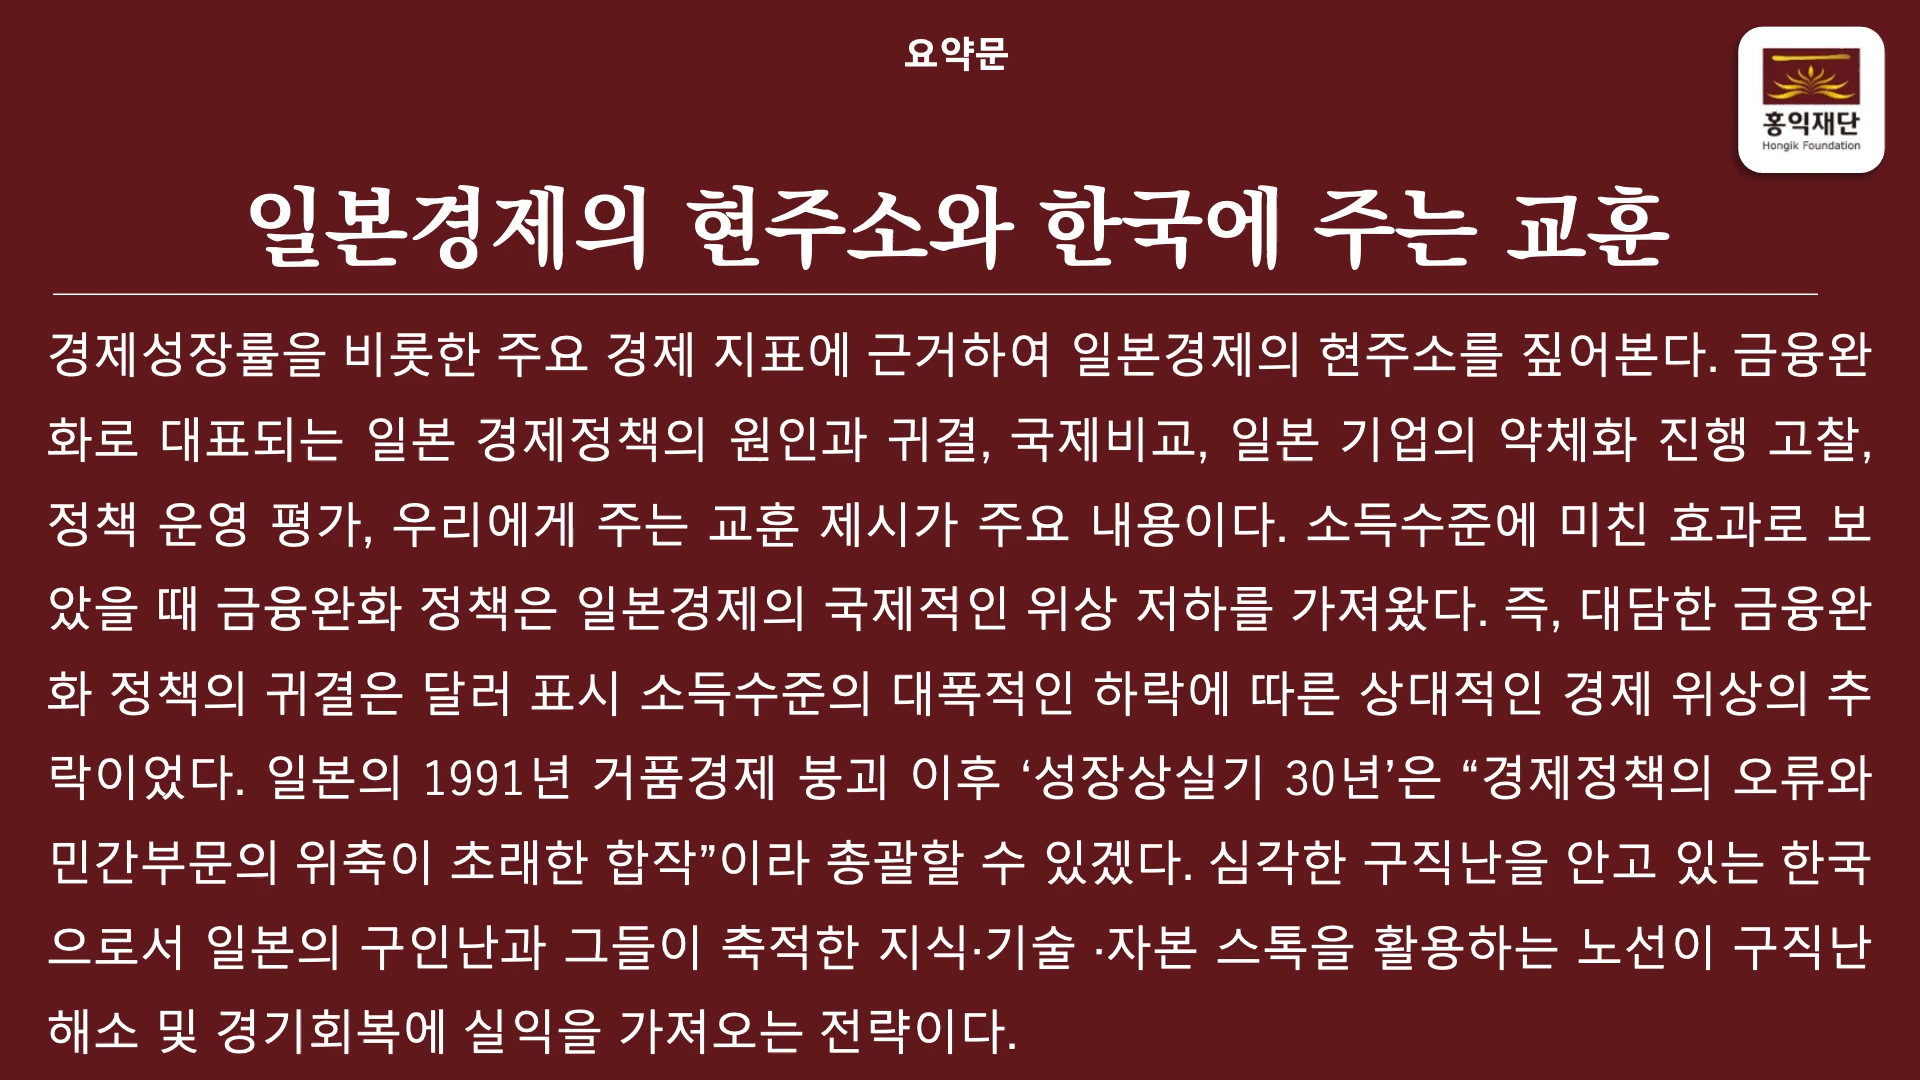 요약문
홍익재단
Hongik Foundation
일본경제의 현주소와 한국에 주는 교훈
경제성장률을 비롯한 주요 경제 지표에 근거하여 일본경제의 현주소를 짚어본다. 금융완
화로 대표되는 일본 경제정책의 원인과 귀결, 국제비교, 일본 기업의 약체화 진행 고찰,
정책 운영 평가, 우리에게 주는 교훈 제시가 주요 내용이다. 소득수준에 미친 효과로 보
았을 때 금융완화 정책은 일본경제의 국제적인 위상 저하를 가져왔다. 즉, 대담한 금융완
화 정책의 귀결은 달러 표시 소득수준의 대폭적인 하락에 따른 상대적인 경제 위상의 추
락이었다. 일본의 1991년 거품경제 붕괴 이후 ‘성장상실기 30년’은 “경제정책의 오류와
민간부문의 위축이 초래한 합작”이라 총괄할 수 있겠다. 심각한 구직난을 안고 있는 한국
으로서 일본의 구인난과 그들이 축적한 지식·기술 ·자본 스톡을 활용하는 노선이 구직난
해소 및 경기회복에 실익을 가져오는 전략이다.